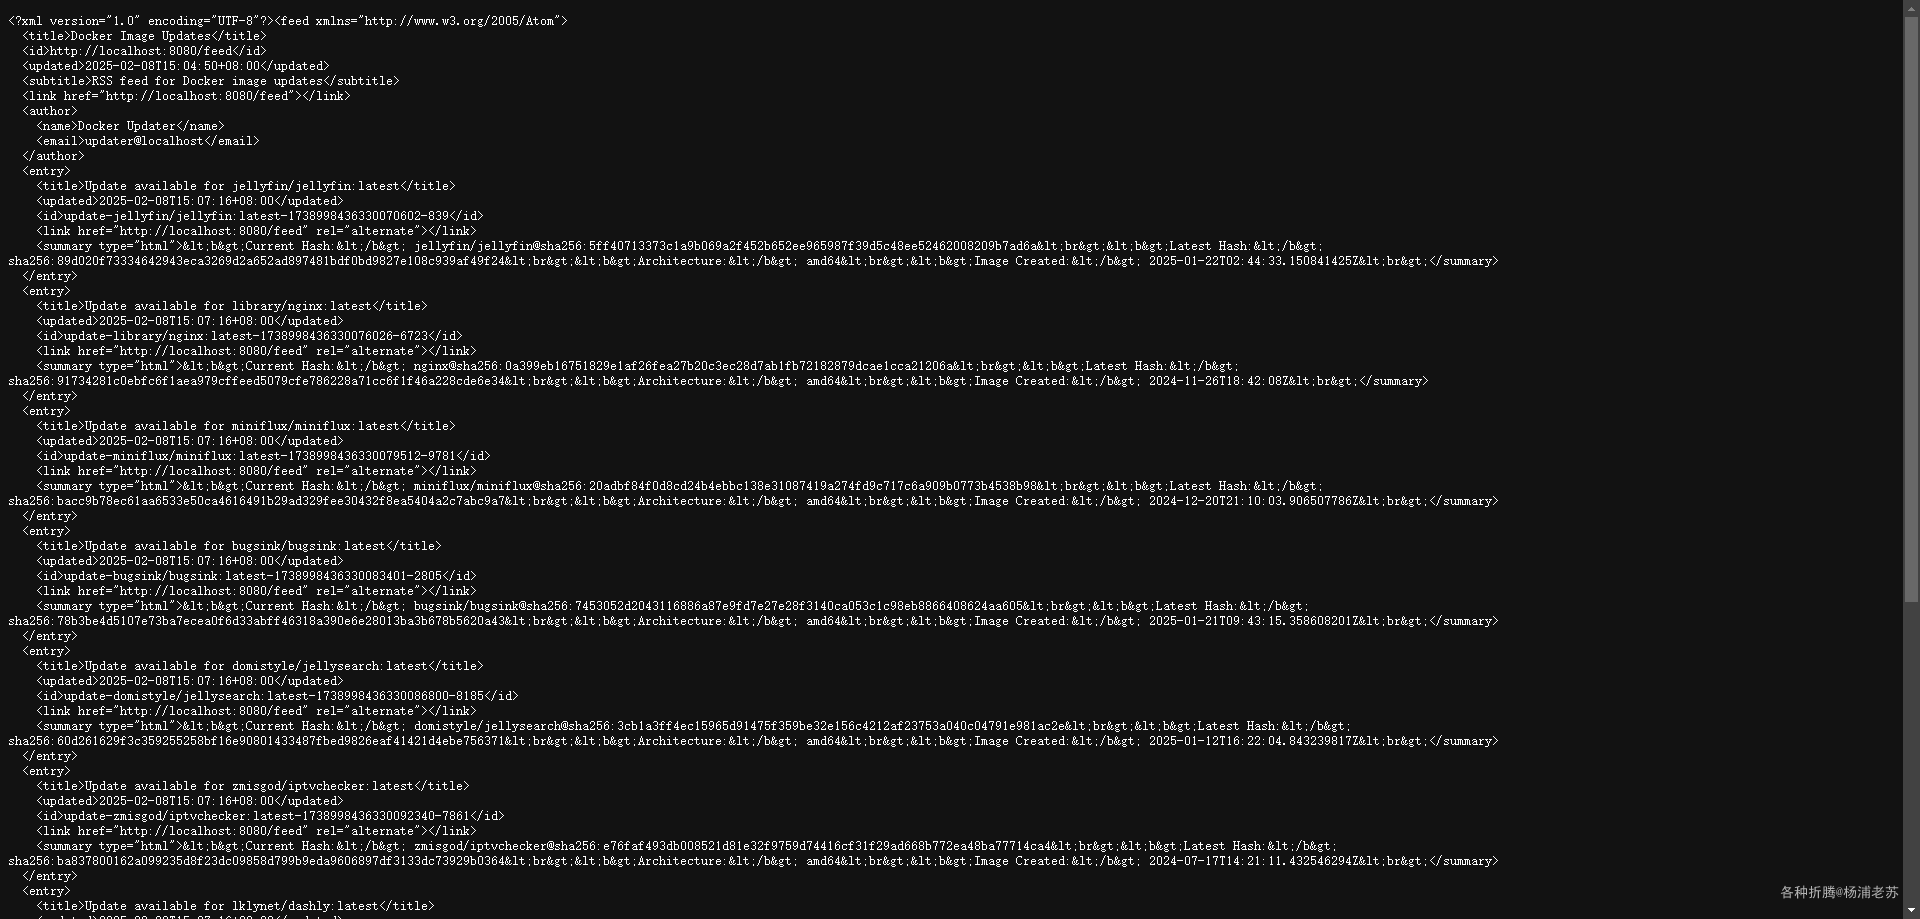 <?xml version="1.0" encoding="UTF-8"?><feed xmlns="http://www.w3.org/2005/Atom">
<title>Docker Image Updates</title>
<id>http://localhost:8080/feed</id>
<updated>2025-02-08T15:04:50+08:00</updated>
<subtitle>RSS feed for Docker image updates</subtitle>
<link href="http://localhost:8080/feed"></link>
<author>
<name>Docker Updater</name>
<email>updater@localhost</email>
</author>
<entry>
<title>Update available for jellyfin/jellyfin:latest</title>
<updated>2025-02-08T15:07:16+08:00</updated>
<id>update-jellyfin/jellyfin:latest-1738998436330070602-839</id>
<link href="http://localhost:8080/feed" rel="alternate"></link>
<summary type="html">&lt;b&gt;Current Hash:&lt;/b&gt; jellyfin/jellyfin@sha256:5ff40713373c1a9b069a2f452b652ee965987f39d5c48ee52462008209b7ad6a&lt;br&gt;&lt;b&gt;Latest Hash:&lt;/b&gt;
sha256:89d020f73334642943eca3269d2a652ad897481bdf0bd9827e108c939af49f24&lt;br&gt;&lt;b&gt;Architecture:&lt;/b&gt; amd64&lt;br&gt;&lt;b&gt;Image Created:&lt;/b&gt; 2025-01-22T02:44:33.150841425Z&lt;br&gt;</summary>
</entry>
<entry>
<title>Update available for library/nginx:latest</title>
<updated>2025-02-08T15:07:16+08:00</updated>
<id>update-library/nginx:latest-1738998436330076026-6723</id>
<link href="http://localhost:8080/feed" rel="alternate"></link>
<summary type="html">&lt;b&gt;Current Hash:&lt;/b&gt; nginx@sha256:0a399eb16751829e1af26fea27b20c3ec28d7ab1fb72182879dcae1cca21206a&lt;br&gt;&lt;b&gt;Latest Hash:&lt;/b&gt;
sha256:91734281c0ebfc6f1aea979cffeed5079cfe786228a71cc6f1f46a228cde6e34&lt;br&gt;&lt;b&gt;Architecture:&lt;/b&gt; amd64&lt;br&gt;&lt;b&gt;Image Created:&lt;/b&gt; 2024-11-26T18:42:08Z&lt;br&gt;</summary>
</entry>
<entry>
<title>Update available for miniflux/miniflux:latest</title>
<updated>2025-02-08T15:07:16+08:00</updated>
<id>update-miniflux/miniflux:latest-1738998436330079512-9781</id>
<link href="http://localhost:8080/feed" rel="alternate"></link>
<summary type="html">&lt;b&gt;Current Hash:&lt;/b&gt; miniflux/miniflux@sha256:20adbf84f0d8cd24b4ebbc138e31087419a274fd9c717c6a909b0773b4538b98&lt;br&gt;&lt;b&gt;Latest Hash:&lt;/b&gt;
sha256:bacc9b78ec61aa6533e50ca4616491b29ad329fee30432f8ea5404a2c7abc9a7&lt;br&gt;&lt;b&gt;Architecture:&lt;/b&gt; amd64&lt;br&gt;&lt;b&gt;Image Created:&lt;/b&gt; 2024-12-20T21:10:03.906507786Z&lt;br&gt;</summary>
</entry>
<entry>
<title>Update available for bugsink/bugsink:latest</title>
<updated>2025-02-08T15:07:16+08:00</updated>
<id>update-bugsink/bugsink:latest-1738998436330083401-2805</id>
<link href="http://localhost:8080/feed" rel="alternate"></link>
<summary type="html">&lt;b&gt;Current Hash:&lt;/b&gt; bugsink/bugsink@sha256:7453052d2043116886a87e9fd7e27e28f3140ca053c1c98eb8866408624aa605&lt;br&gt;&lt;b&gt;Latest Hash:&lt;/b&gt;
sha256:78b3be4d5107e73ba7ecea0f6d33abff46318a390e6e28013ba3b678b5620a43&lt;br&gt;&lt;b&gt;Architecture:&lt;/b&gt; amd64&lt;br&gt;&lt;b&gt;Image Created:&lt;/b&gt; 2025-01-21T09:43:15.358608201Z&lt;br&gt;</summary>
</entry>
<entry>
<title>Update available for domistyle/jellysearch:latest</title>
<updated>2025-02-08T15:07:16+08:00</updated>
<id>update-domistyle/jellysearch:latest-1738998436330086800-8185</id>
<link href="http://localhost:8080/feed" rel="alternate"></link>
<summary type="html">&lt;b&gt;Current Hash:&lt;/b&gt; domistyle/jellysearch@sha256:3cb1a3ff4ec15965d91475f359be32e156c4212af23753a040c04791e981ac2e&lt;br&gt;&lt;b&gt;Latest Hash:&lt;/b&gt;
sha256:60d261629f3c359255258bf16e90801433487fbed9826eaf41421d4ebe756371&lt;br&gt;&lt;b&gt;Architecture:&lt;/b&gt; amd64&lt;br&gt;&lt;b&gt;Image Created:&lt;/b&gt; 2025-01-12T16:22:04.843239817Z&lt;br&gt;</summary>
</entry>
<entry>
<title>Update available for zmisgod/iptvchecker:latest</title>
<updated>2025-02-08T15:07:16+08:00</updated>
<id>update-zmisgod/iptvchecker:latest-1738998436330092340-7861</id>
<link href="http://localhost:8080/feed" rel="alternate"></link>
<summary type="html">&lt;b&gt;Current Hash:&lt;/b&gt; zmisgod/iptvchecker@sha256:e76faf493db008521d81e32f9759d74416cf31f29ad668b772ea48ba77714ca4&lt;br&gt;&lt;b&gt;Latest Hash:&lt;/b&gt;
sha256:ba837800162a099235d8f23dc09858d799b9eda9606897df3133dc73929b0364&lt;br&gt;&lt;b&gt;Architecture:&lt;/b&gt; amd64&lt;br&gt;&lt;b&gt;Image Created:&lt;/b&gt; 2024-07-17T14:21:11.432546294Z&lt;br&gt;</summary>
</entry>
<entry>
<title>Update available for lklynet/dashly:latest</title>
各种折腾@杨浦老苏